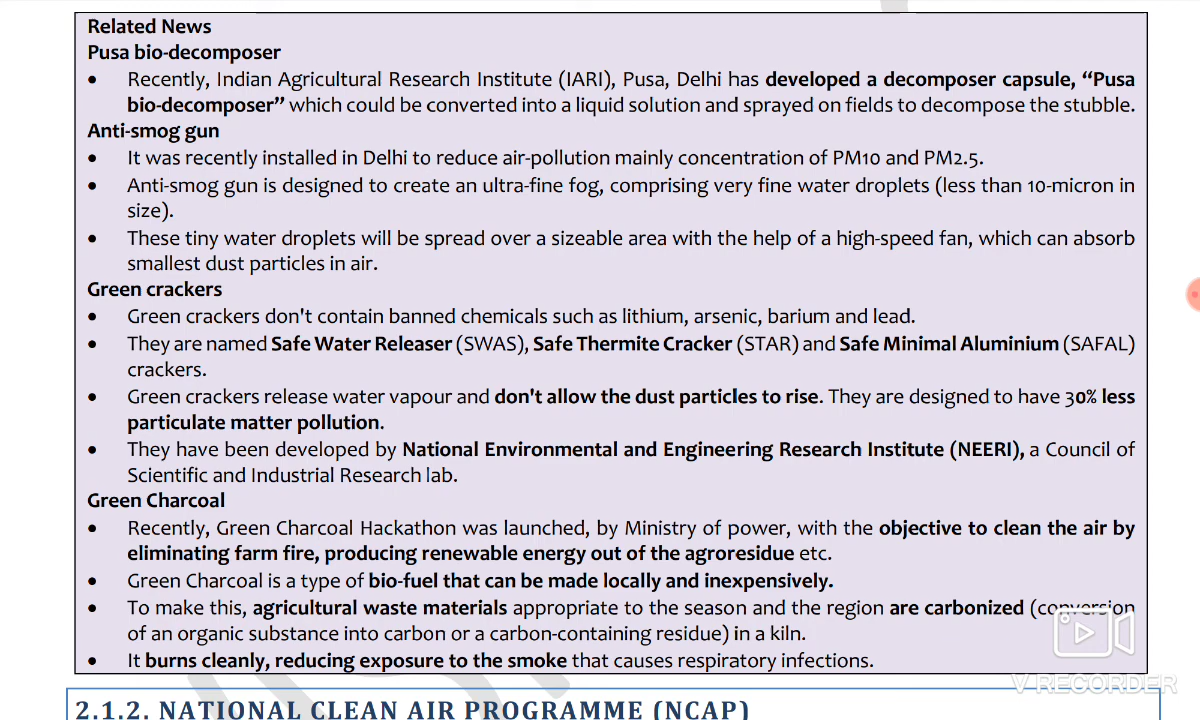 Related News
Pusa bio-decomposer
• Recently, Indian Agricultural Research Institute (IARI), Pusa, Delhi has developed a decomposer capsule, “Pusa
bio-decomposer” which could be converted into a liquid solution and sprayed on fields to decompose the stubble.
Anti-smog gun
• It was recently installed in Delhi to reduce air-pollution mainly concentration of PM10 and PM2.5.
• Anti-smog gun is designed to create an ultra-fine fog, comprising very fine water droplets (less than 10-micron in
size).
• These tiny water droplets will be spread over a sizeable area with the help of a high-speed fan, which can absorb
smallest dust particles in air.
Green crackers
• Green crackers don't contain banned chemicals such as lithium, arsenic, barium and lead.
• They are named Safe Water Releaser (SWAS), Safe Thermite Cracker (STAR) and Safe Minimal Aluminium (SAFAL)
crackers.
• Green crackers release water vapour and don't allow the dust particles to rise. They are designed to have 30% less
particulate matter pollution.
• They have been developed by National Environmental and Engineering Research Institute (NEERI), a Council of
Scientific and Industrial Research lab.
Green Charcoal
• Recently, Green Charcoal Hackathon was launched, by Ministry of power, with the objective to clean the air by
eliminating farm fire, producing renewable energy out of the agroresidue etc.
• Green Charcoal is a type of bio-fuel that can be made locally and inexpensively.
• To make this, agricultural waste materials appropriate to the season and the region are carbonized (conversion
of an organic substance into carbon or a carbon-containing residue) in a kiln.
• It burns cleanly, reducing exposure to the smoke that causes respiratory infections.
V RECORDER
2.1.2. NATIONAL CLEAN AIR PROGRAMME (NCAP)